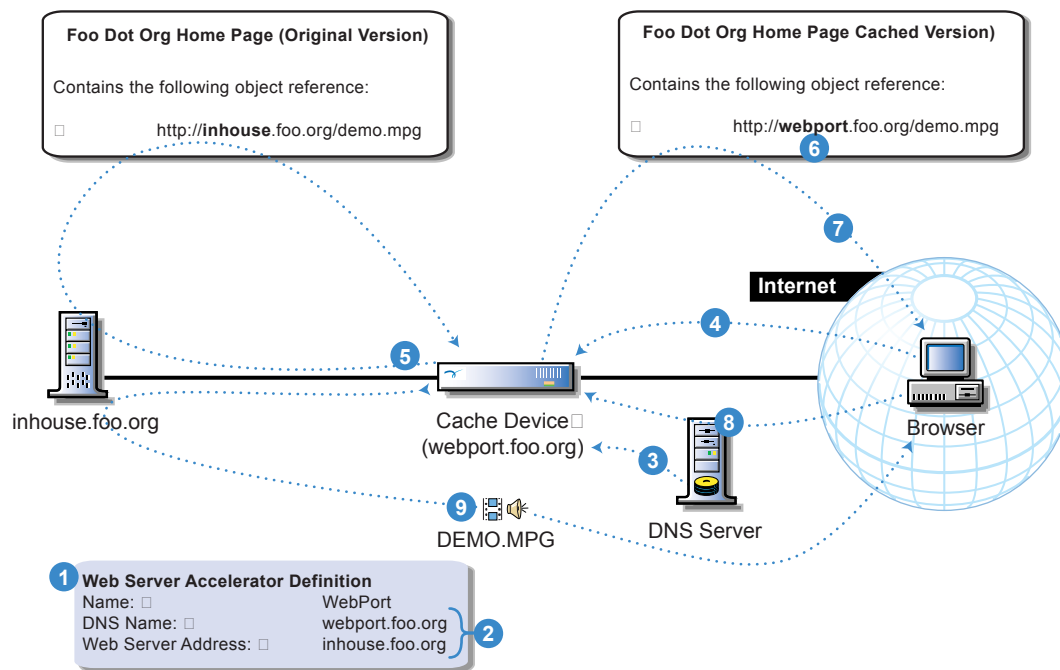 Foo Dot Org Home Page (Original Version)
Contains the following object reference:
http://inhouse.foo.org/demo.mpg
Foo Dot Org Home Page Cached Version)
Contains the following object reference:
http://webport.foo.org/demo.mpg
6
7
Internet
4
5
inhouse.foo.org
Cache Device
(webport.foo.org)
8
Browser
3
9
DEMO.MPG
DNS Server
1
Web Server Accelerator Definition
Name: WebPort
DNS Name: webport.foo.org
Web Server Address: inhouse.foo.org
2